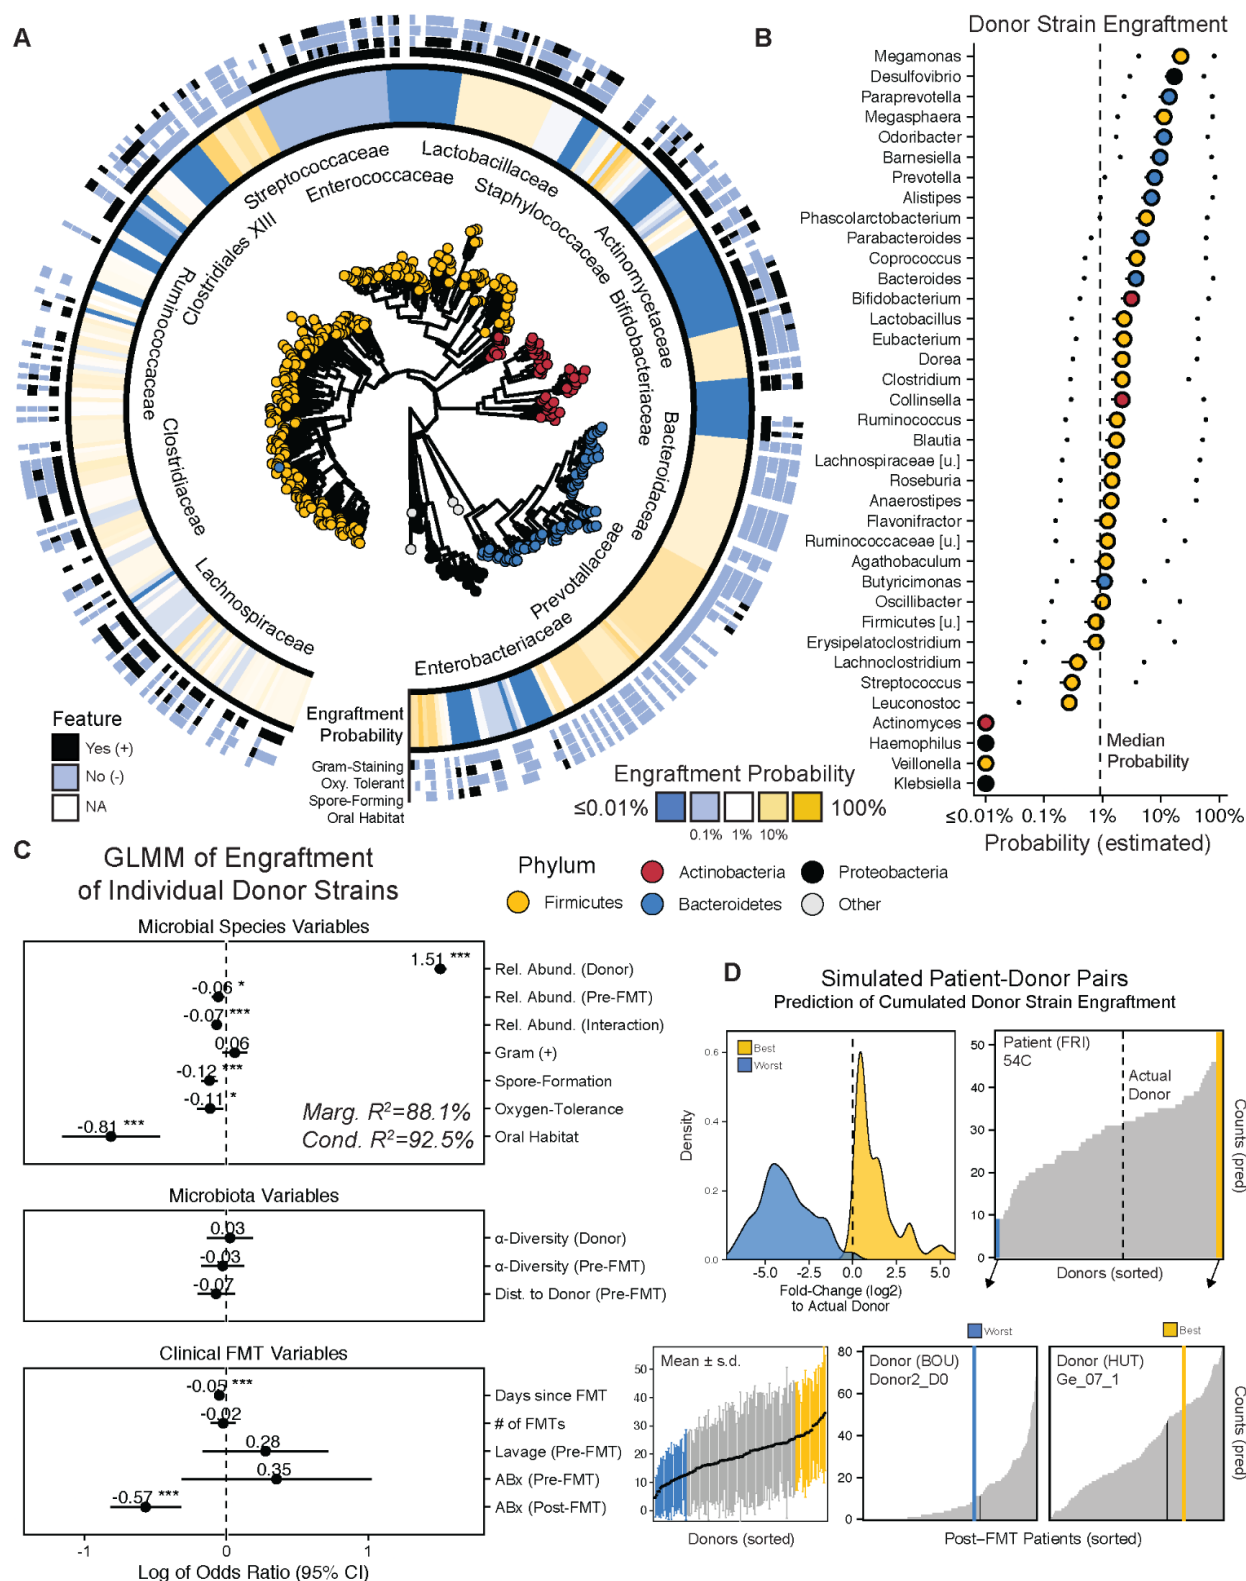 A
Streptococcaceae
Enterococcaceae
Lactobacillaceae
Staphylococcaceae
Actinomycetaceae
Bifidobacteriaceae
Clostridiales XIII
Ruminococcaceae
Clostridiaceae
Lachnospiraceae
Bacteroidaceae
Prevotallaceae
Enterobacteriaceae
Engraftment
Probability
Gram-Staining
Oxy. Tolerant
Spore-Forming
Oral Habitat
Feature
Yes (+)
No (-)
NA
Engraftment Probability
≤0.01% 100%
0.1% 1% 10%
B
Donor Strain Engraftment
Megamonas
Desulfovibrio
Paraprevotella
Megasphaera
Odoribacter
Barnesiella
Prevotella
Alistipes
Phascolarctobacterium
Parabacteroides
Coprococcus
Bacteroides
Bifidobacterium
Lactobacillus
Eubacterium
Dorea
Clostridium
Collinsella
Ruminococcus
Blautia
Lachnospiraceae [u.]
Roseburia
Anaerostipes
Flavonifractor
Ruminococcaceae [u.]
Agathobaculum
Butyricimonas
Oscillibacter
Firmicutes [u.]
Erysipelatoclostridium
Lachnoclostridium
Streptococcus
Leuconostoc
Actinomyces
Haemophilus
Veillonella
Klebsiella
Median
Probability
≤0.01% 0.1% 1% 10% 100%
Probability (estimated)
Phylum
Firmicutes
Actinobacteria
Bacteroidetes
Proteobacteria
Other
C
GLMM of Engraftment
of Individual Donor Strains
Microbial Species Variables
1.51 *** Rel. Abund. (Donor)
-0.06 * Rel. Abund. (Pre-FMT)
-0.07 *** Rel. Abund. (Interaction)
0.06 Gram (+)
-0.12 *** Spore-Formation
-0.11 * Oxygen-Tolerance
-0.81 *** Oral Habitat
Marg. R²=88.1%
Cond. R²=92.5%
Microbiota Variables
0.03 α-Diversity (Donor)
-0.03 α-Diversity (Pre-FMT)
-0.07 Dist. to Donor (Pre-FMT)
Clinical FMT Variables
-0.05 *** Days since FMT
-0.02 # of FMTs
0.28 Lavage (Pre-FMT)
0.35 ABx (Pre-FMT)
-0.57 *** ABx (Post-FMT)
-1 0 1
Log of Odds Ratio (95% CI)
D
Simulated Patient-Donor Pairs
Prediction of Cumulated Donor Strain Engraftment
Best
Worst
Density
0.6
0.4
0.2
0.0
-5.0 -2.5 0.0 2.5 5.0
Fold-Change (log2)
to Actual Donor
Patient (FRI)
54C
Actual
Donor
50
40
30
20
10
0
Donors (sorted)
Counts (pred)
Mean ± s.d.
50
40
30
20
10
0
Donors (sorted)
Worst
Donor (BOU)
Donor2_D0
80
60
40
20
0
Best
Donor (HUT)
Ge_07_1
Counts (pred)
Post–FMT Patients (sorted)